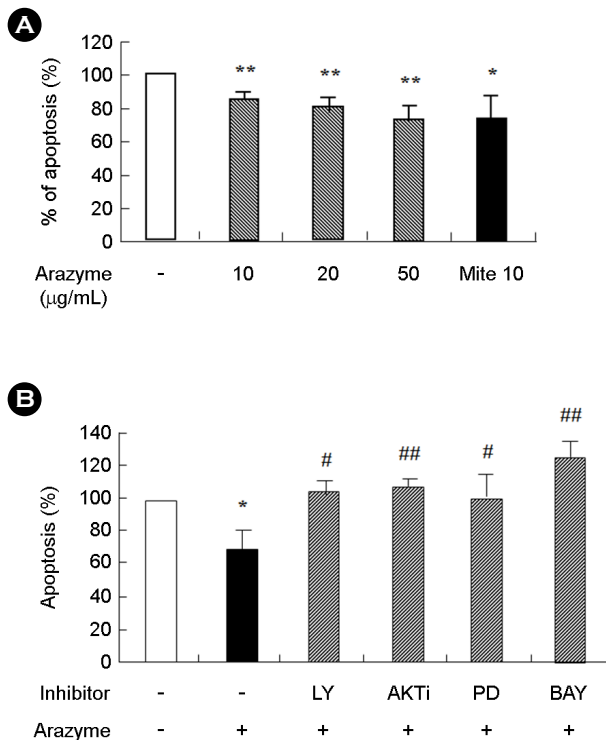 A
120
100
80
60
40
20
0
% of apoptosis (%)
** ** ** *
Arazyme (µg/mL) - 10 20 50 Mite 10
B
140
120
100
80
60
40
20
0
Apoptosis (%)
* # ## # ##
Inhibitor - - LY AKTi PD BAY
Arazyme - + + + + +